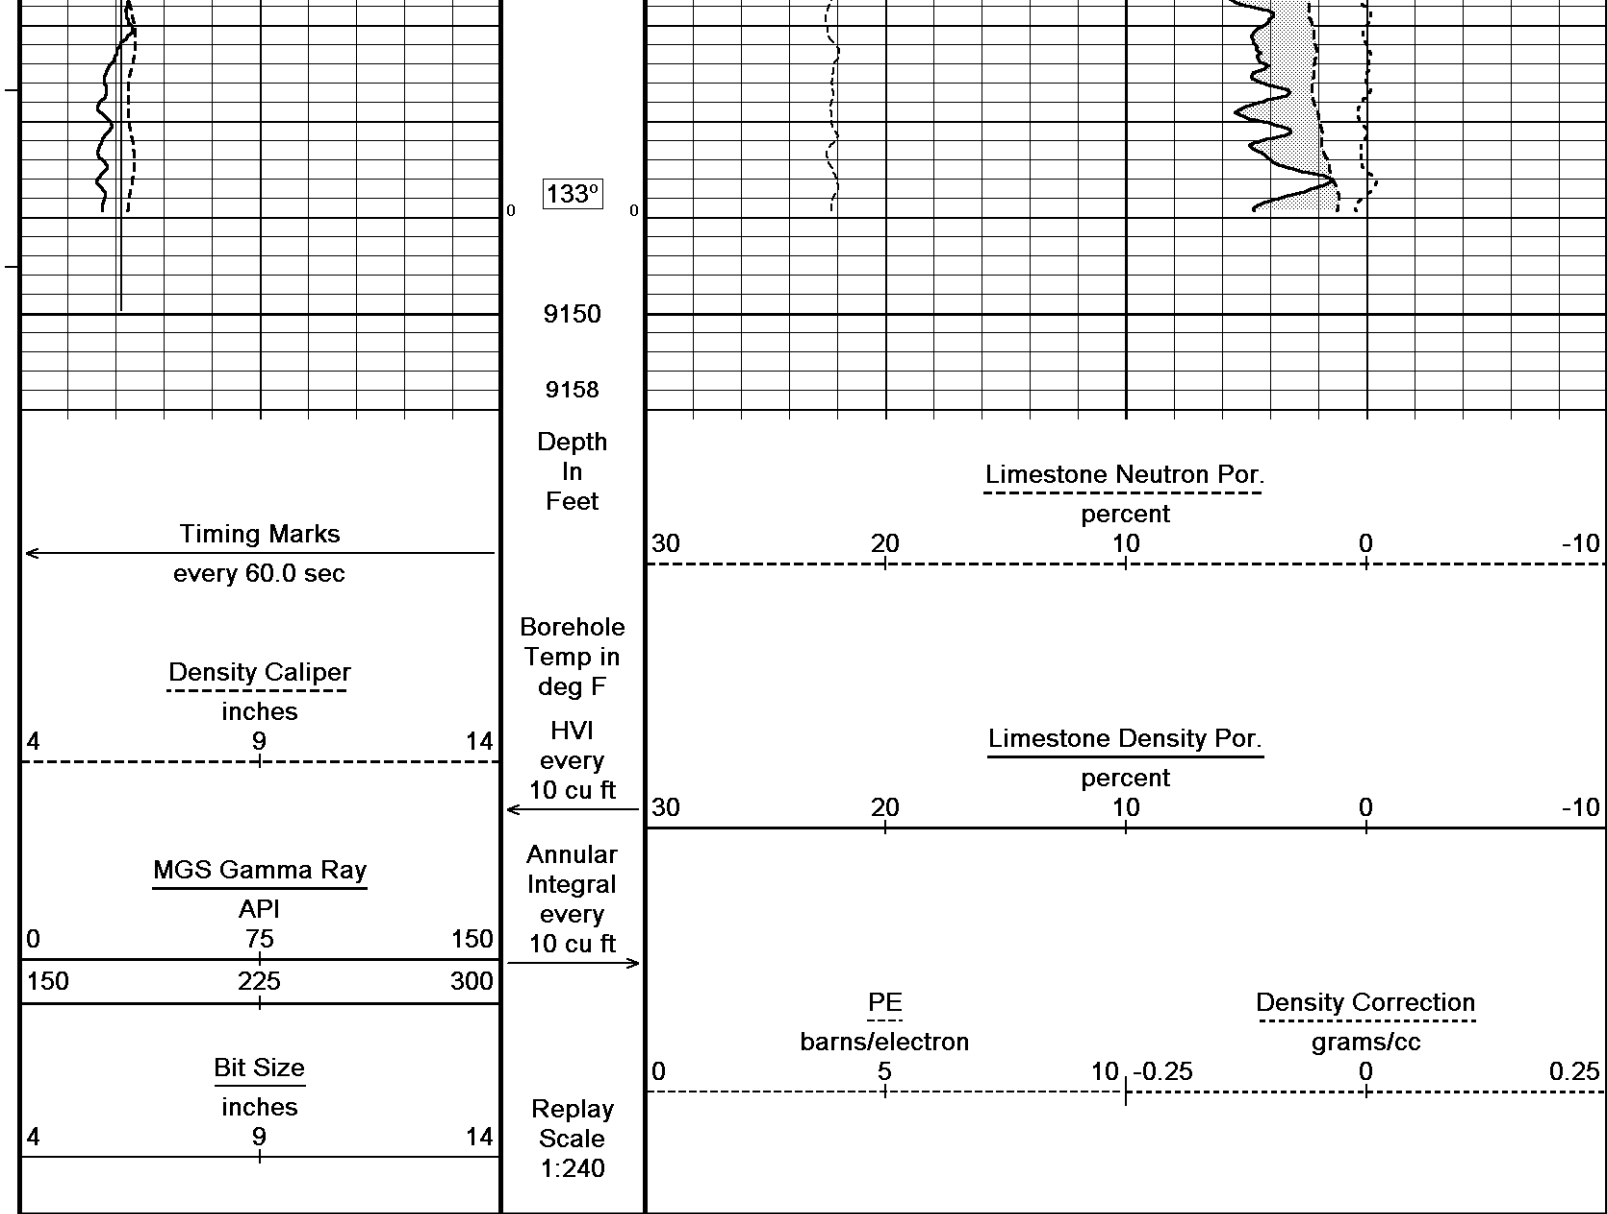 133º
0
0
9150
9158
Depth
In
Feet
Limestone Neutron Por.
percent
30 20 10 0 -10
Timing Marks
every 60.0 sec
Borehole
Temp in
deg F
Density Caliper
inches
4 9 14
HVI
every
10 cu ft
Limestone Density Por.
percent
30 20 10 0 -10
MGS Gamma Ray
API
0 75 150
150 225 300
Annular
Integral
every
10 cu ft
PE
barns/electron
0 5 10
Density Correction
grams/cc
-0.25 0 0.25
Bit Size
inches
4 9 14
Replay
Scale
1:240